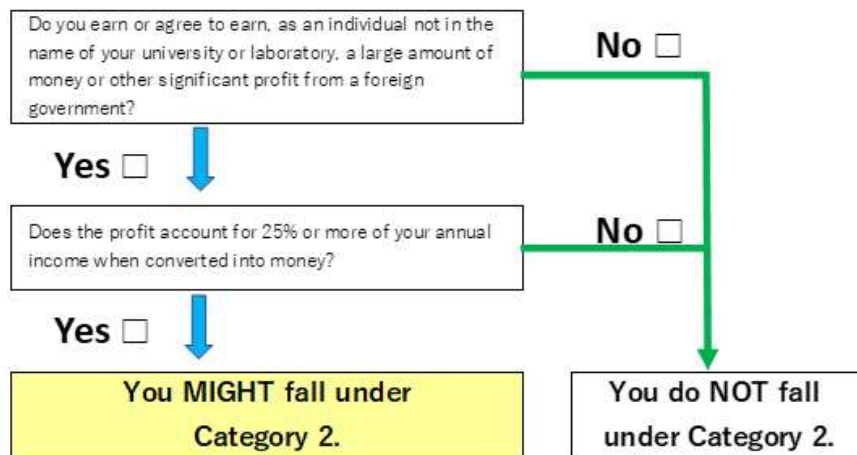 Do you earn or agree to earn, as an individual not in the
name of your university or laboratory, a large amount of
money or other significant profit from a foreign
government?
No □
Yes □
Does the profit account for 25% or more of your annual
income when converted into money?
No □
Yes □
You MIGHT fall under
Category 2.
You do NOT fall
under Category 2.